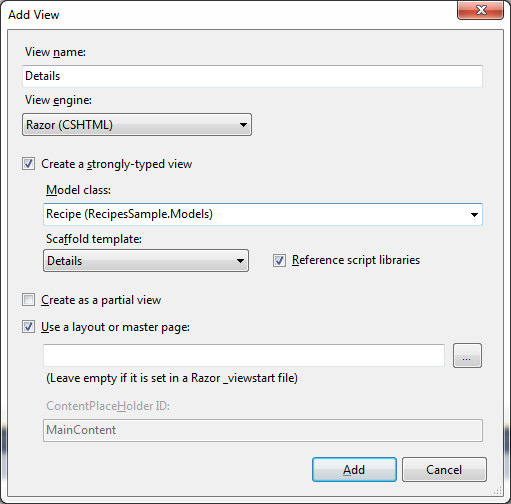 Add View
View name:
Details
View engine:
Razor (CSHTML)
Create a strongly-typed view
Model class:
Recipe (RecipesSample.Models)
Scaffold template:
Details
Reference script libraries
Create as a partial view
Use a layout or master page:
...
(Leave empty if it is set in a Razor _viewstart file)
ContentPlaceHolder ID:
MainContent
Add
Cancel